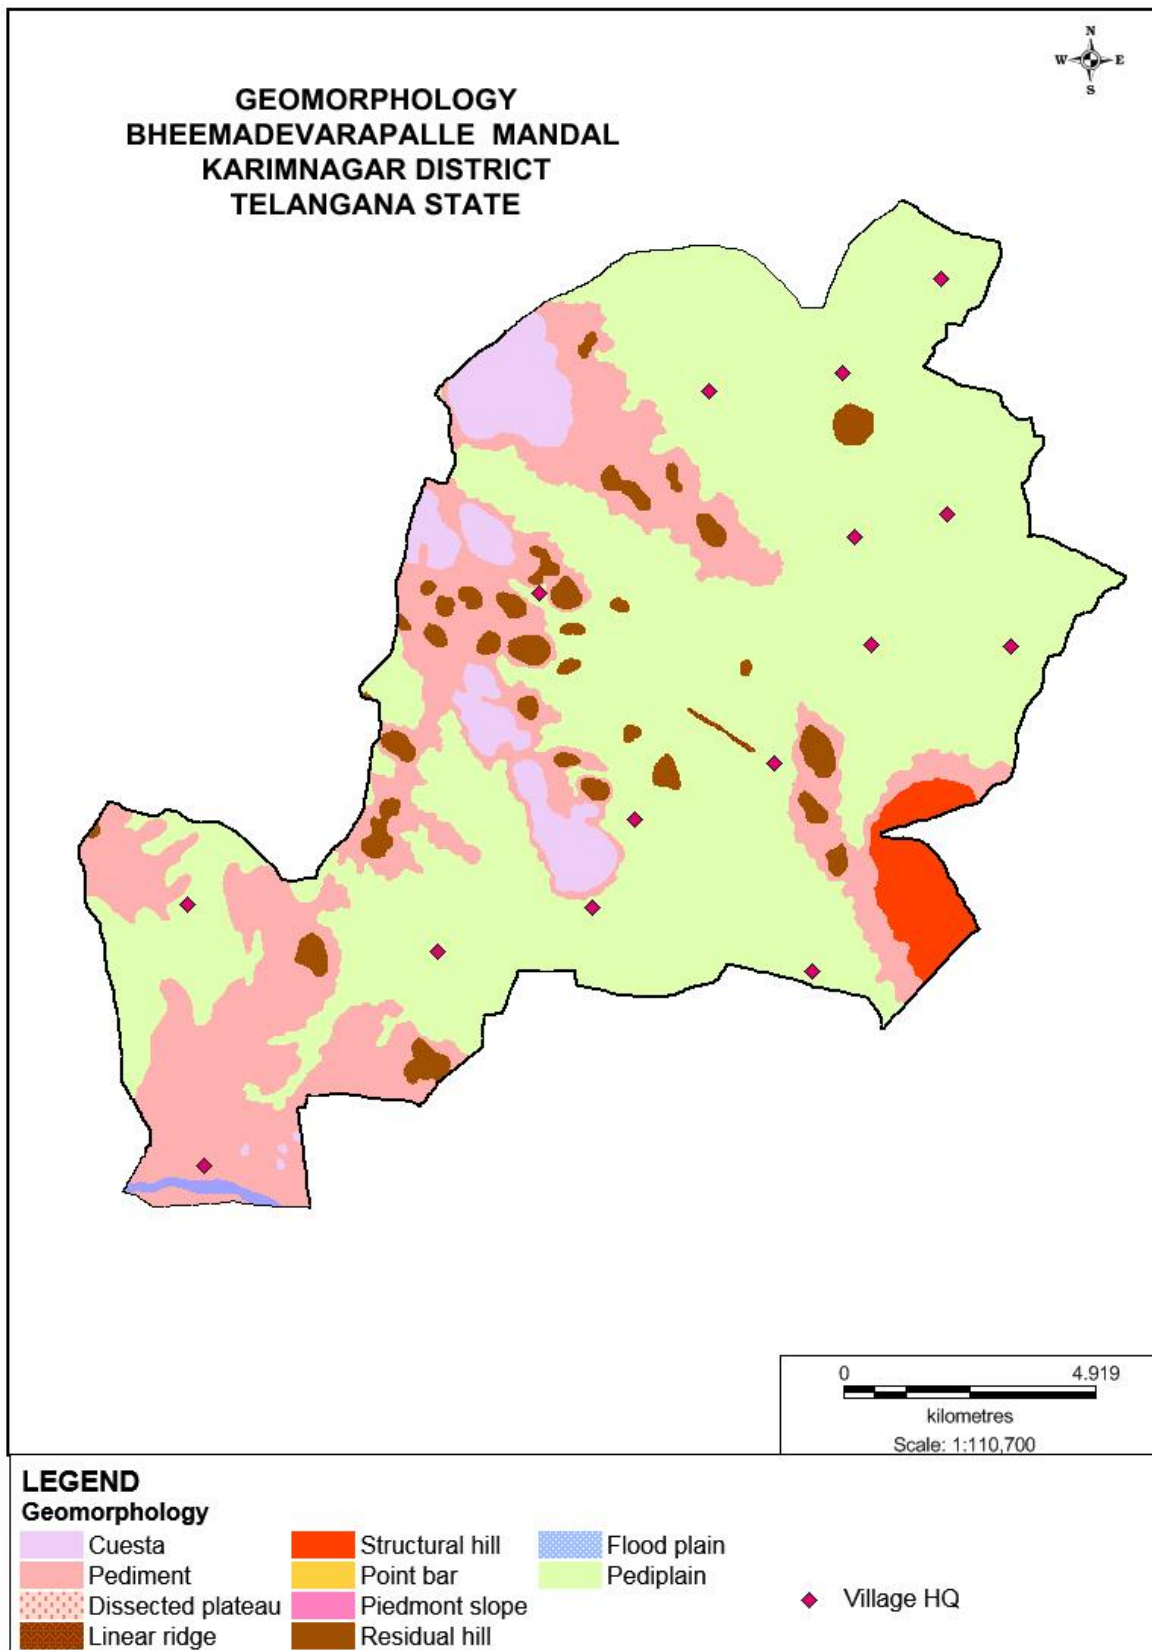 N
W E
S
GEOMORPHOLOGY
BHEEMADEVARAPALLE MANDAL
KARIMNAGAR DISTRICT
TELANGANA STATE
0 4.919
kilometres
Scale: 1:110,700
LEGEND
Geomorphology
Cuesta Structural hill Flood plain
Pediment Point bar Pediplain
Dissected plateau Piedmont slope Village HQ
Linear ridge Residual hill